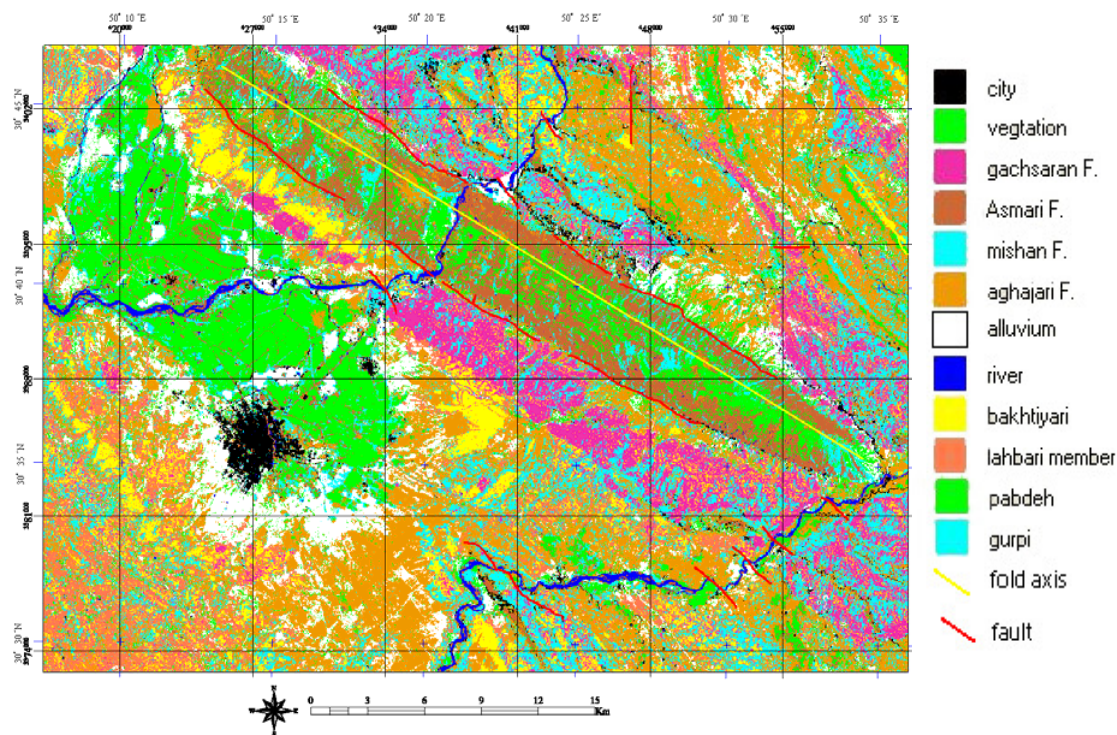 50° 10' E
50° 15' E
50° 20' E
50° 25' E
50° 30' E
50° 35' E
30° 45' N
30° 40' N
30° 35' N
30° 30' N
city
vegtation
gachsaran F.
Asmari F.
mishan F.
aghajari F.
alluvium
river
bakhtiyari
lahbari member
pabdeh
gurpi
fold axis
fault
N
W
E
S
0 3 6 9 12 15
Km